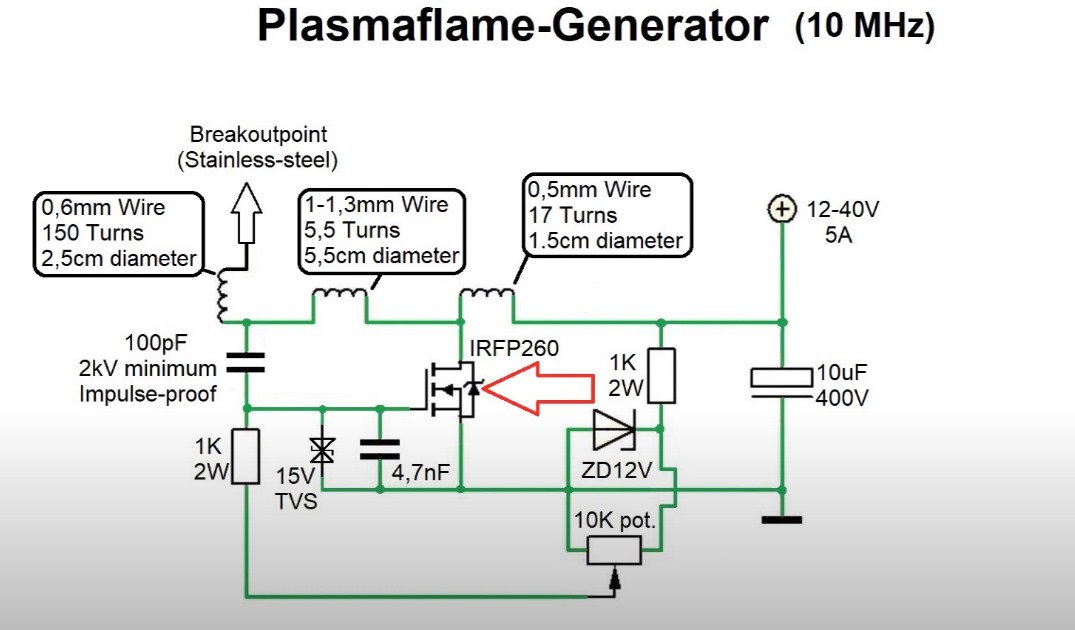 Plasmaflame-Generator (10 MHz)
Breakoutpoint
(Stainless-steel)
0,6mm Wire
150 Turns
2,5cm diameter
1-1,3mm Wire
5,5 Turns
5,5cm diameter
0,5mm Wire
17 Turns
1.5cm diameter
12-40V
5A
100pF
2kV minimum
Impulse-proof
IRFP260
1K
2W
10uF
400V
1K
2W
15V
TVS
4,7nF
ZD12V
10K pot.